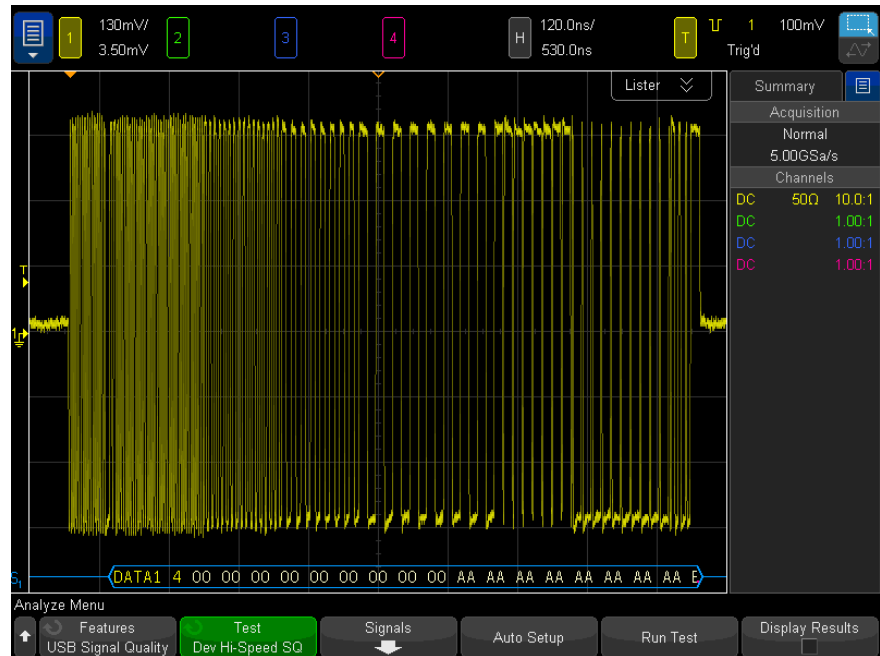 1 130mV/ 3.50mV 2 3 4 H 120.0ns/ 530.0ns T 1 100mV Trig'd
Lister
Summary
Acquisition
Normal
5.00GSa/s
Channels
DC 50Ω 10.0:1
DC 1.00:1
DC 1.00:1
DC 1.00:1
T
1
S1 DATA1 4 00 00 00 00 00 00 00 00 00 AA AA AA AA AA AA AA AA E
Analyze Menu
Features
USB Signal Quality
Test
Dev Hi-Speed SQ
Signals
Auto Setup
Run Test
Display Results